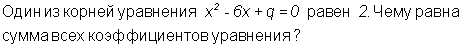 Один из корней уравнения x² - 6x + q = 0 равен 2. Чему равна
сумма всех коэффициентов уравнения?